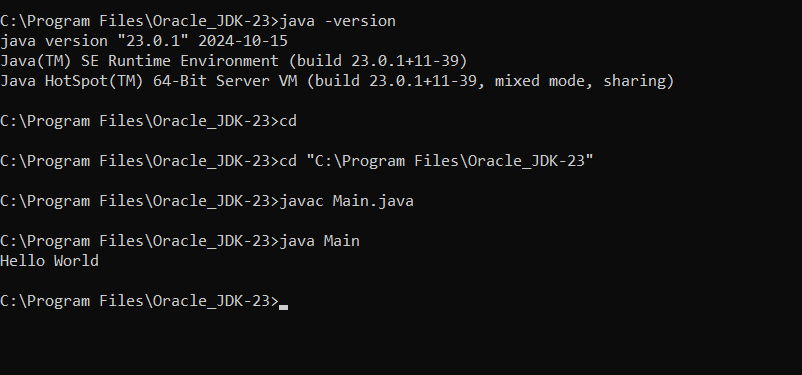 C:\Program Files\Oracle_JDK-23>java -version
java version "23.0.1" 2024-10-15
Java(TM) SE Runtime Environment (build 23.0.1+11-39)
Java HotSpot(TM) 64-Bit Server VM (build 23.0.1+11-39, mixed mode, sharing)
C:\Program Files\Oracle_JDK-23>cd
C:\Program Files\Oracle_JDK-23>cd "C:\Program Files\Oracle_JDK-23"
C:\Program Files\Oracle_JDK-23>javac Main.java
C:\Program Files\Oracle_JDK-23>java Main
Hello World
C:\Program Files\Oracle_JDK-23>